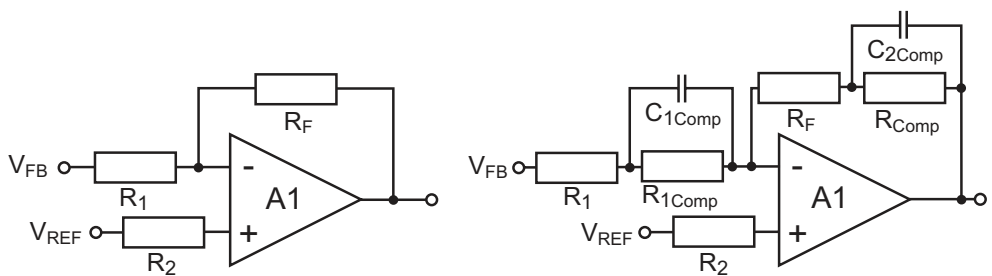 R_F
V_FB
R_1
-
A1
+
V_REF
R_2
C_2Comp
C_1Comp
R_F
R_Comp
V_FB
R_1
R_1Comp
-
A1
+
V_REF
R_2